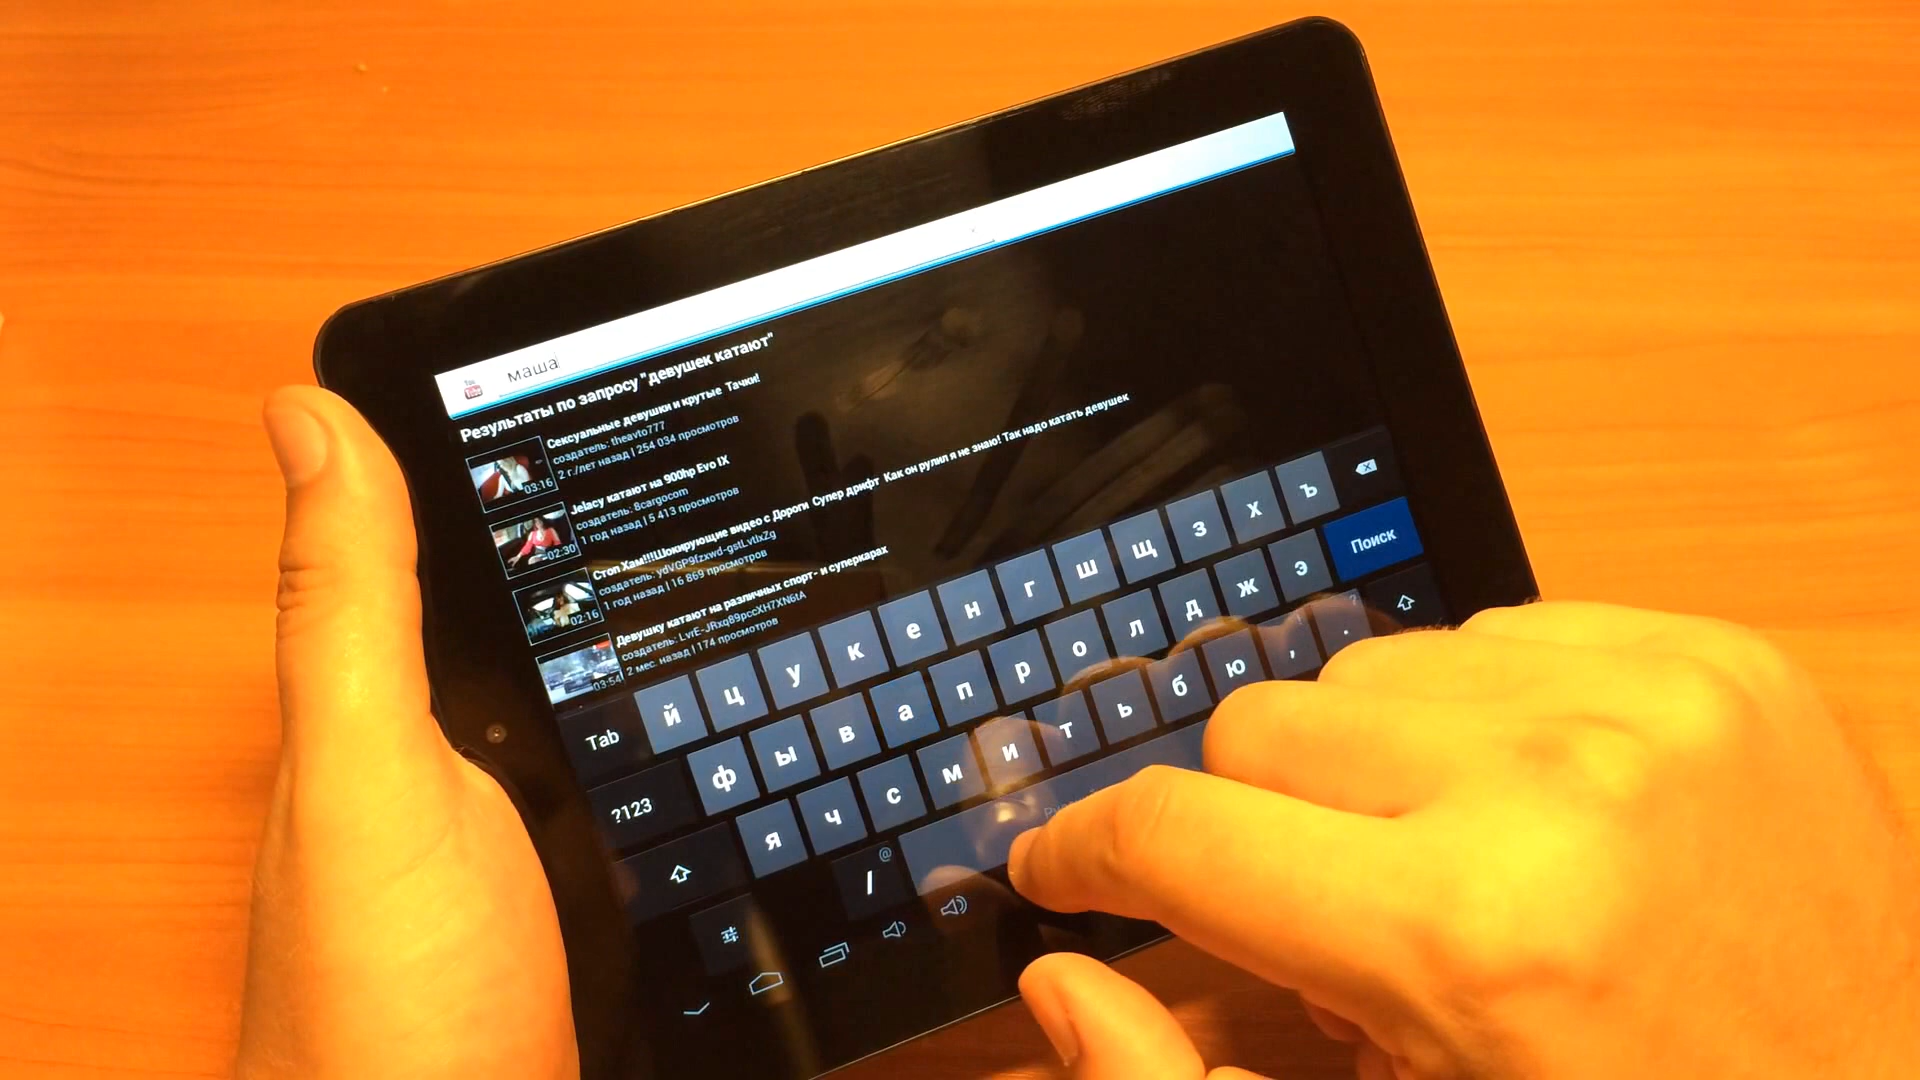 You
Tube
маша
Результаты по запросу "девушек катают"
Сексуальные девушки и крутые Тачки!
создатель: theavto777
2 г./лет назад | 254 034 просмотров
03:16
Jelacy катают на 900hp Evo IX
создатель: 8cargocom
1 год назад | 5 413 просмотров
02:30
Стоп Хам!!!Шокирующие видео с Дороги Супер дрифт Как он рулил я не знаю! Так надо катать девушек
создатель: ydVGP9fzxwd-gstLvtIxZg
1 год назад | 16 869 просмотров
02:16
Девушку катают на различных спорт- и суперкарах
создатель: LvrE-JRxq89pccXH7XN6tA
2 мес. назад | 174 просмотров
03:54
Tab й ц у к е н г ш щ з х ъ
?123 ф ы в а п р о л д ж э Поиск
я ч с м и т ь б ю , . ?
/ @